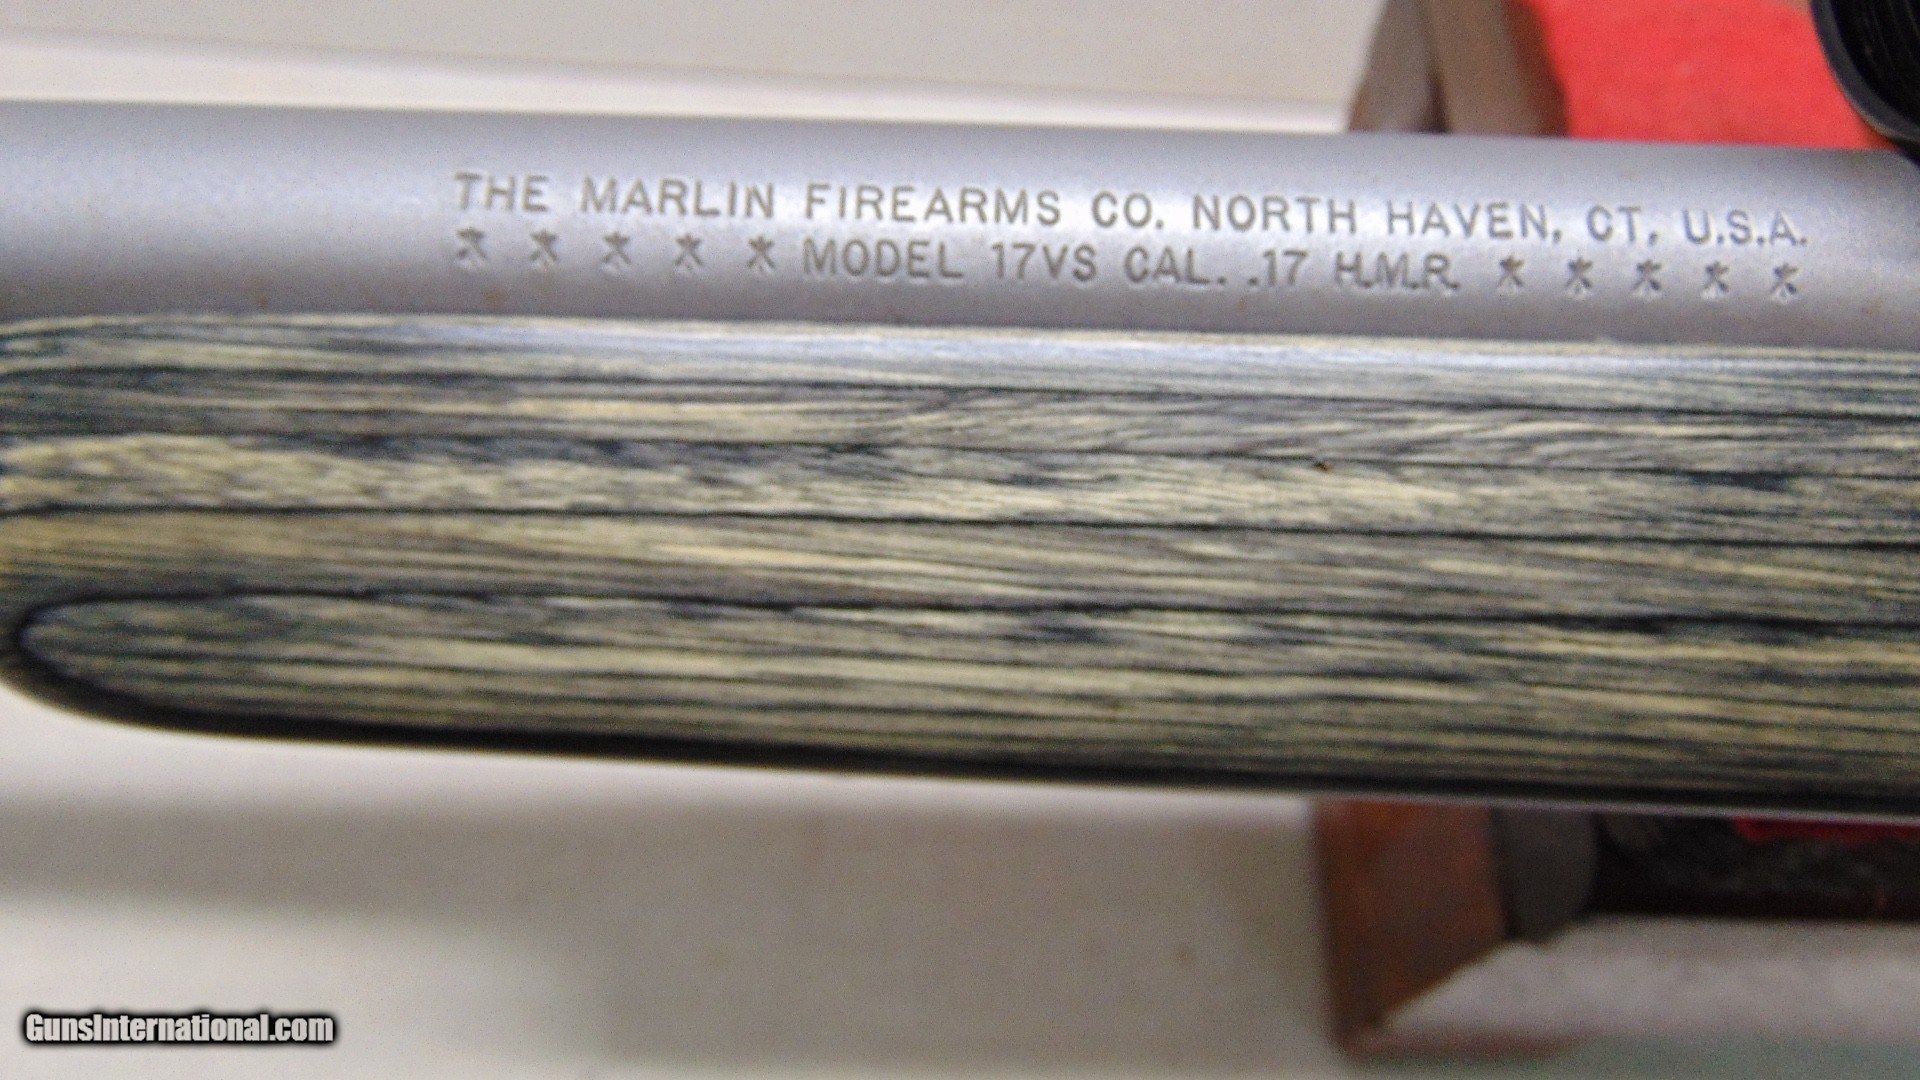 THE MARLIN FIREARMS CO. NORTH HAVEN, CT, U.S.A.
* * * * * MODEL 17VS CAL. .17 H.M.R. * * * * *
GunsInternational.com